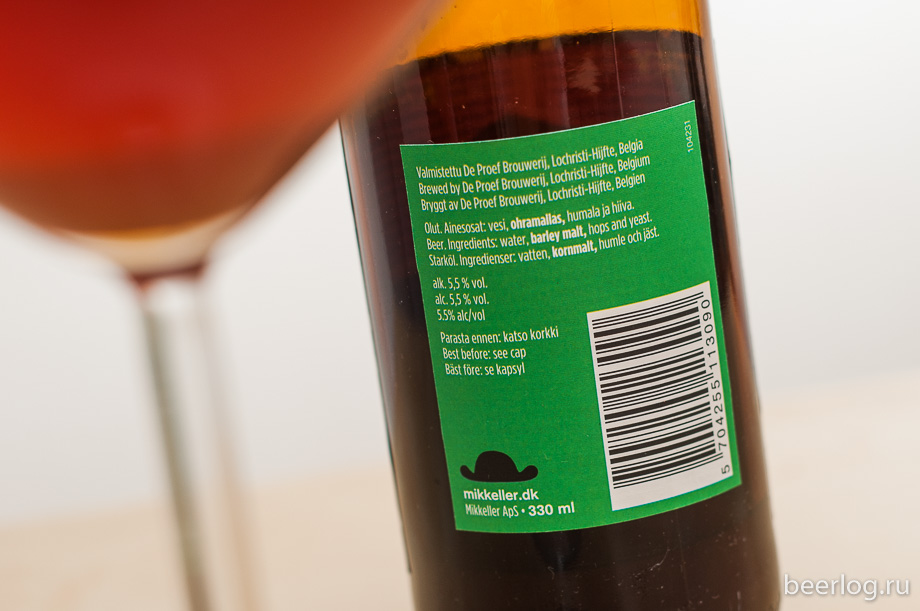 Valmistettu De Proef Brouwerij, Lochristi-Hijfte, Belgia
Brewed by De Proef Brouwerij, Lochristi-Hijfte, Belgium
Bryggt av De Proef Brouwerij, Lochristi-Hijfte, Belgien
Olut. Ainesosat: vesi, ohramallas, humala ja hiiva.
Beer. Ingredients: water, barley malt, hops and yeast.
Starköl. Ingredienser: vatten, kornmalt, humle och jäst.
alk. 5,5 % vol.
alc. 5,5 % vol.
5.5% alc/vol
Parasta ennen: katso korkki
Best before: see cap
Bäst före: se kapsyl
mikkeller.dk
Mikkeller ApS • 330 ml
104231
5 704255 113090
beerlog.ru